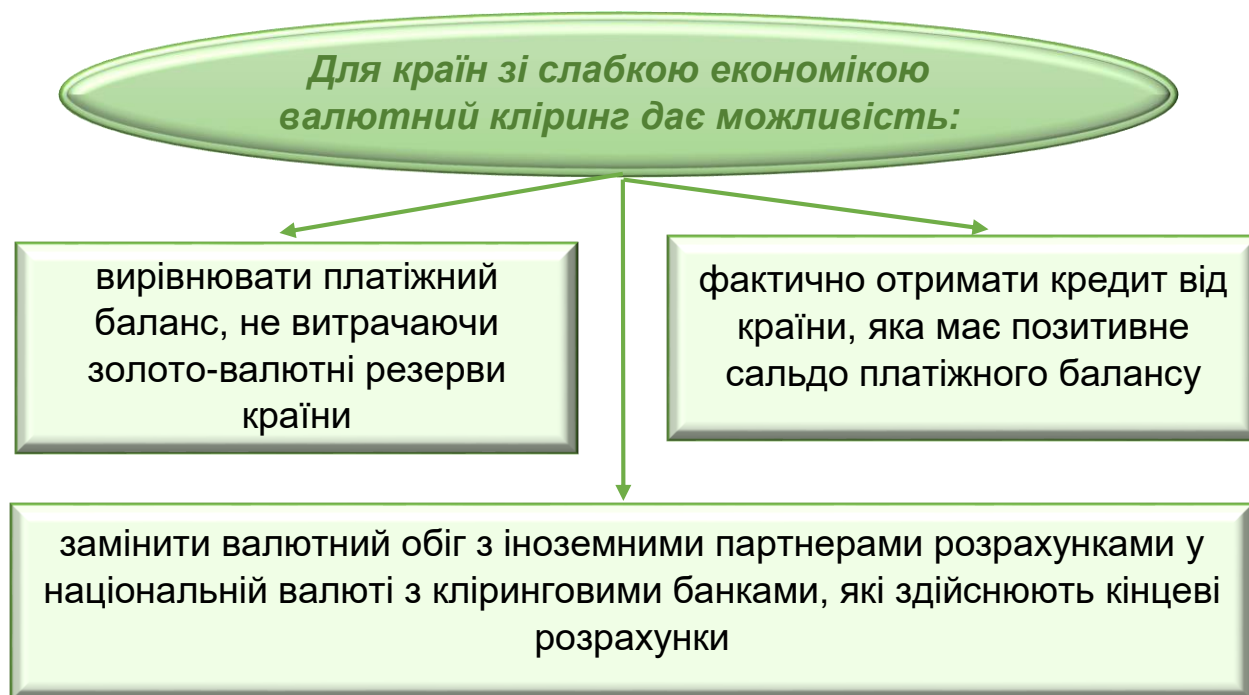 Для країн зі слабкою економікою
валютний кліринг дає можливість:
вирівнювати платіжний
баланс, не витрачаючи
золото-валютні резерви
країни
фактично отримати кредит від
країни, яка має позитивне
сальдо платіжного балансу
замінити валютний обіг з іноземними партнерами розрахунками у
національній валюті з кліринговими банками, які здійснюють кінцеві
розрахунки